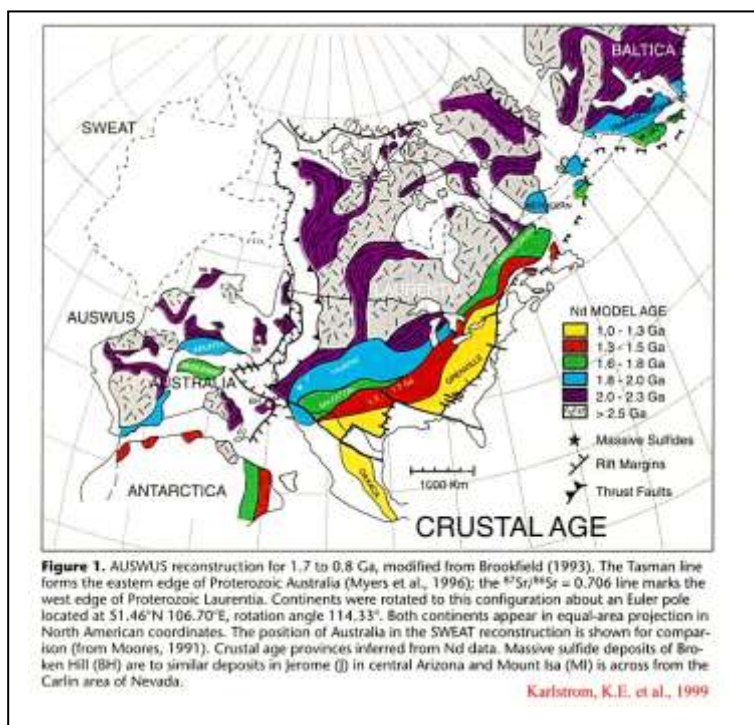 BALTICA
SWEAT
LAURENT
AUSWUS
AUSTRALIA
ANTARCTICA
GRENVILLE
OAXACA
Nd MODEL AGE
1.0 - 1.3 Ga
1.3 - 1.5 Ga
1.6 - 1.8 Ga
1.8 - 2.0 Ga
2.0 - 2.3 Ga
> 2.5 Ga
Massive Sulfides
Rift Margins
Thrust Faults
1000 Km
CRUSTAL AGE
Figure 1. AUSWUS reconstruction for 1.7 to 0.8 Ga, modified from Brookfield (1993). The Tasman line
forms the eastern edge of Proterozoic Australia (Myers et al., 1996); the ⁸⁷Sr/⁸⁶Sr = 0.706 line marks the
west edge of Proterozoic Laurentia. Continents were rotated to this configuration about an Euler pole
located at 51.46°N 106.70°E, rotation angle 114.33°. Both continents appear in equal-area projection in
North American coordinates. The position of Australia in the SWEAT reconstruction is shown for compar-
ison (from Moores, 1991). Crustal age provinces inferred from Nd data. Massive sulfide deposits of Bro-
ken Hill (BH) are to similar deposits in Jerome (J) in central Arizona and Mount Isa (MI) is across from the
Carlin area of Nevada.
Karlstrom, K.E. et al., 1999